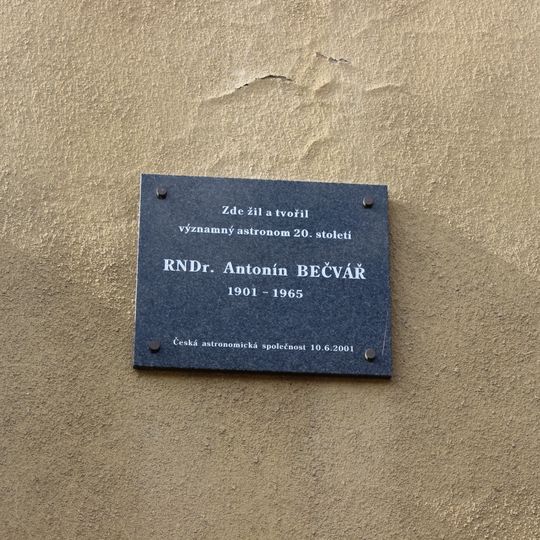 Zde žil a tvořil
významný astronom 20. století
RNDr. Antonín BEČVÁŘ
1901 - 1965
Česká astronomická společnost 10.6.2001